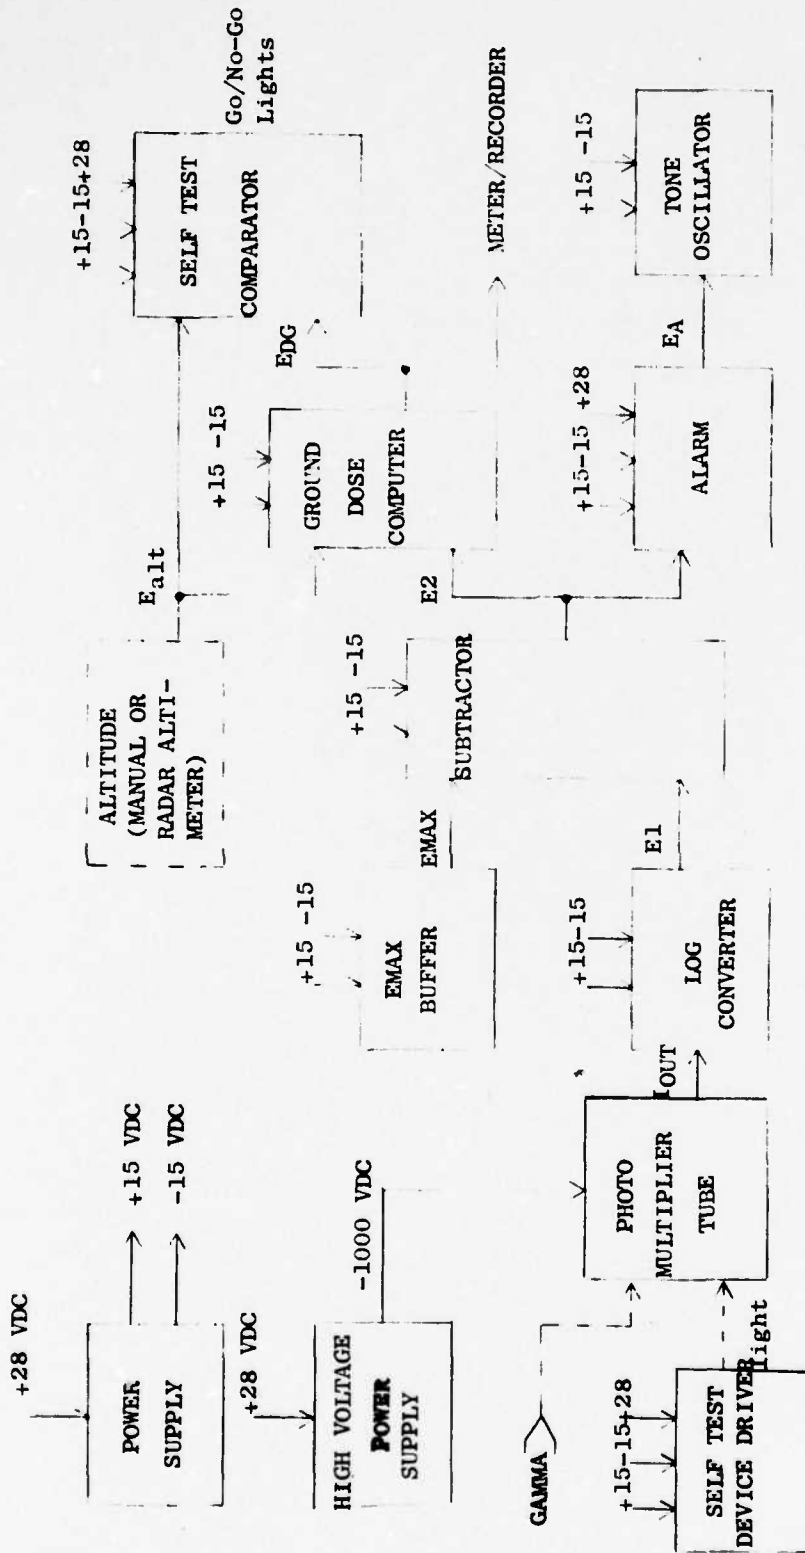 +28 VDC
POWER
SUPPLY
+15 VDC
-15 VDC
+28 VDC
HIGH VOLTAGE
POWER
SUPPLY
-1000 VDC
GAMMA
+15-15+28
SELF TEST
DEVICE DRIVER
light
PHOTO
MULTIPLIER
TUBE
IOUT
+15-15
LOG
CONVERTER
E1
+15 -15
EMAX
BUFFER
EMAX
+15 -15
SUBTRACTOR
E2
ALTITUDE
(MANUAL OR
RADAR ALTI-
METER)
Ealt
+15 -15
GROUND
DOSE
COMPUTER
EDG
+15-15+28
SELF TEST
COMPARATOR
Go/No-Go
Lights
METER/RECORDER
+15-15 +28
ALARM
EA
+15 -15
TONE
OSCILLATOR